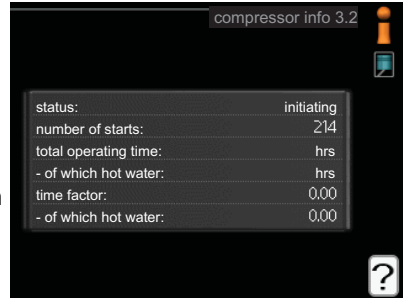 compressor info 3.2
status: initiating
number of starts: 214
total operating time: hrs
- of which hot water: hrs
time factor: 0.00
- of which hot water: 0.00
?